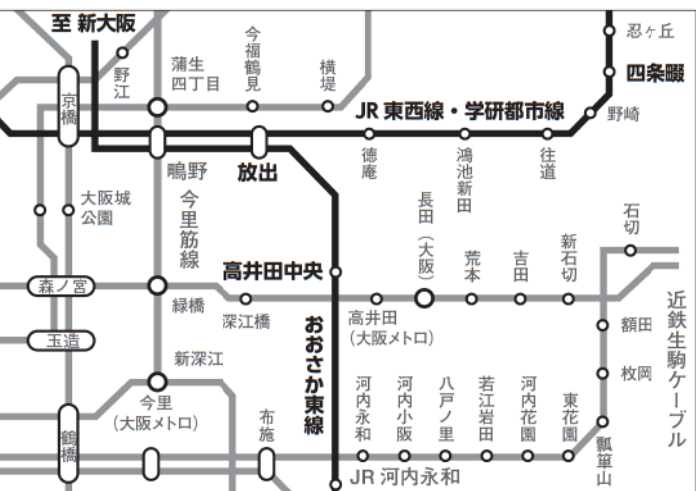 至 新大阪
野江
蒲生
四丁目
今福鶴見
横堤
忍ヶ丘
四条畷
京橋
JR 東西線・学研都市線
野崎
鴫野
放出
徳庵
鴻池新田
住道
大阪城
公園
今里筋線
長田(大阪)
荒本
吉田
新石切
石切
高井田中央
森ノ宮
緑橋
深江橋
高井田
(大阪メトロ)
近鉄生駒ケーブル
額田
玉造
新深江
おおさか東線
枚岡
今里
(大阪メトロ)
布施
河内永和
河内小阪
八戸ノ里
若江岩田
河内花園
東花園
瓢箪山
鶴橋
JR 河内永和